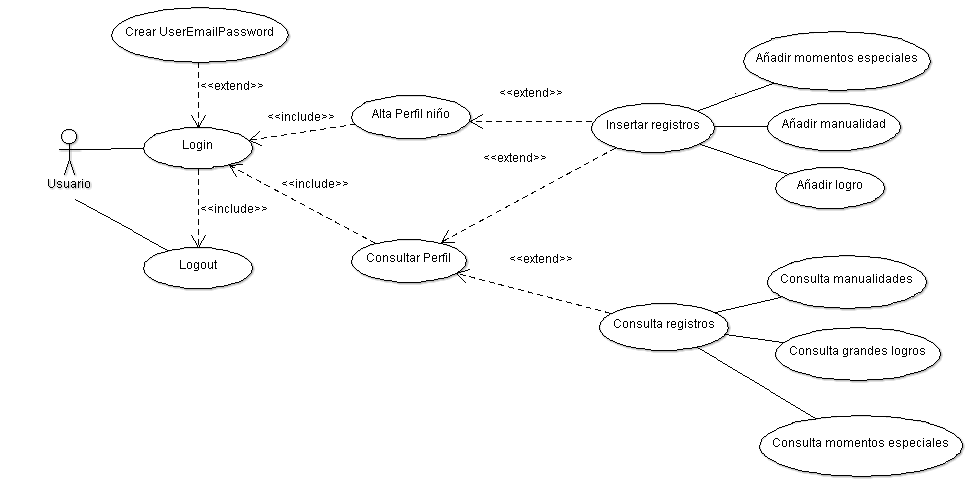 Crear UserEmailPassword
<<extend>>
Añadir momentos especiales
Alta Perfil niño
<<extend>>
<<include>>
Insertar registros
Añadir manualidad
Login
<<extend>>
Usuario
<<include>>
Añadir logro
<<include>>
Logout
Consultar Perfil
<<extend>>
Consulta manualidades
Consulta registros
Consulta grandes logros
Consulta momentos especiales